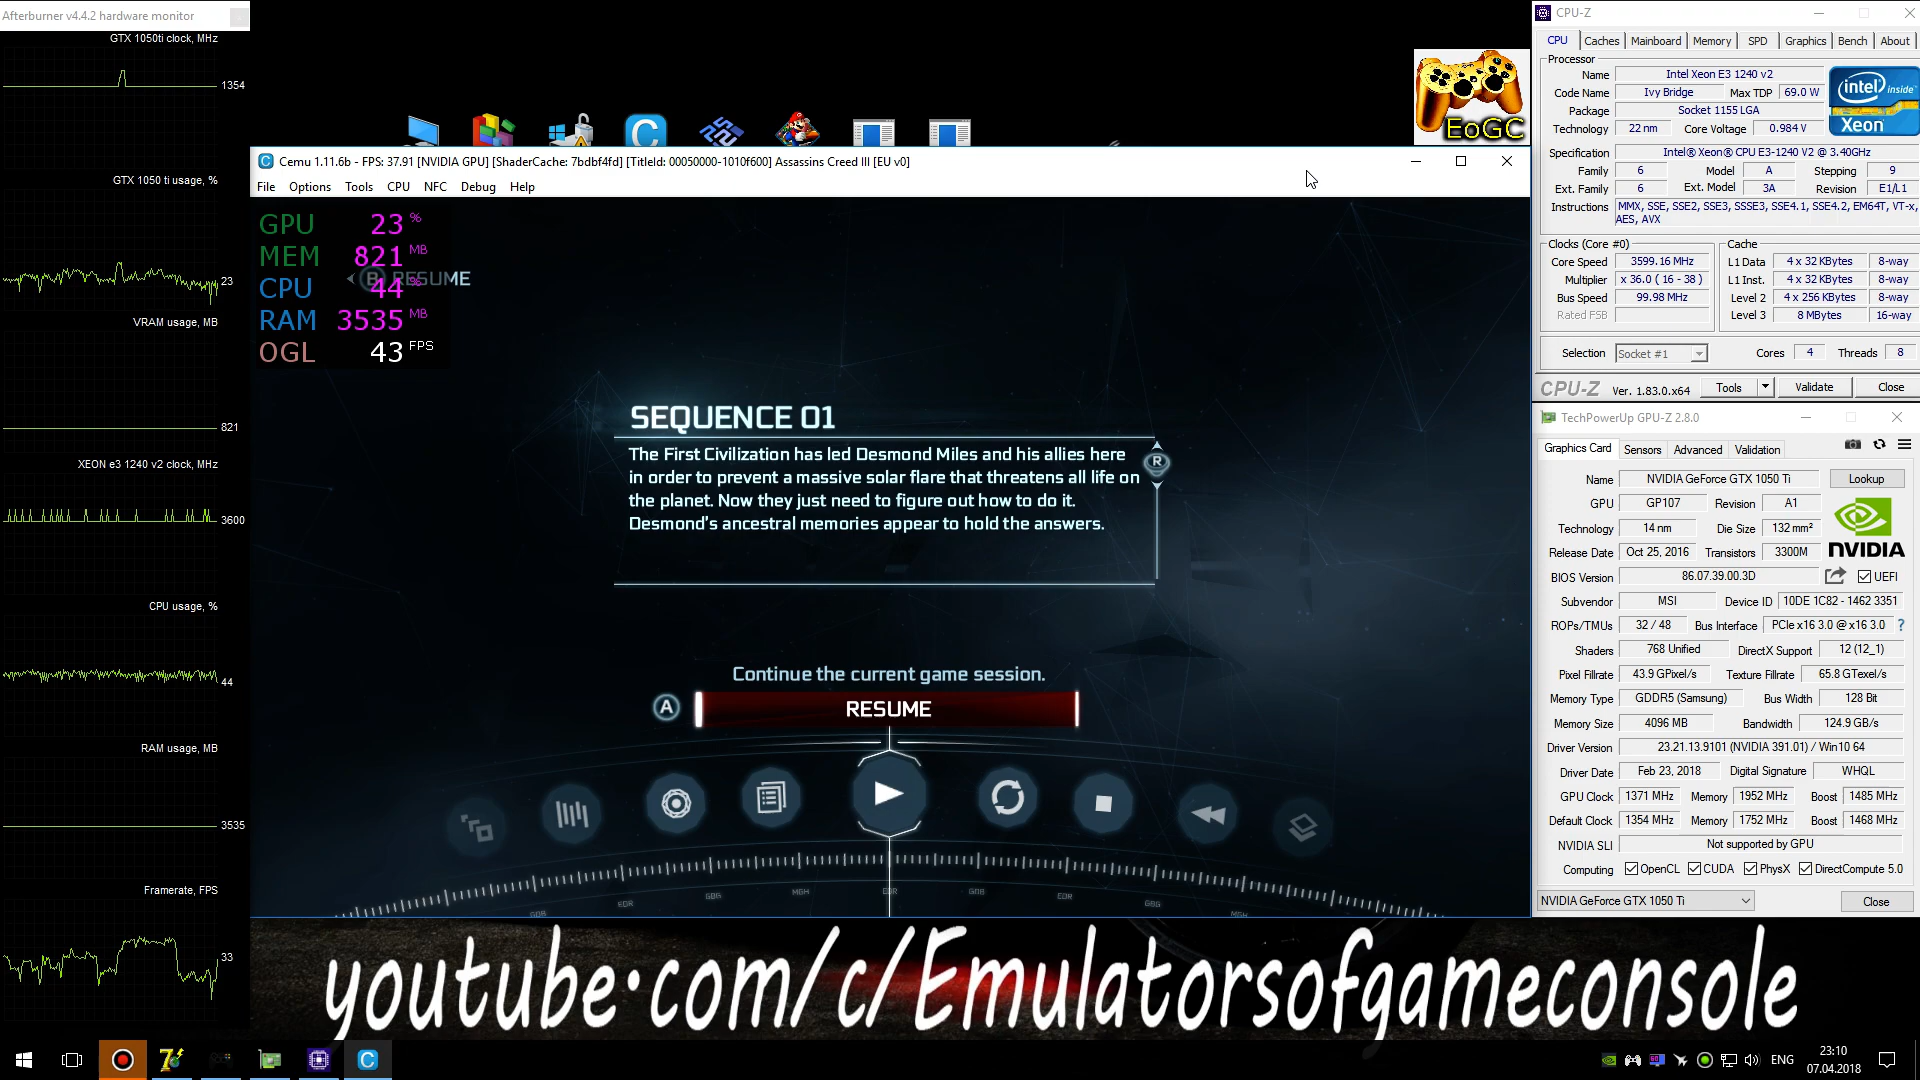 Afterburner v4.4.2 hardware monitor
GTX 1050ti clock, MHz
1354
GTX 1050 ti usage, %
23
VRAM usage, MB
821
XEON e3 1240 v2 clock, MHz
3600
CPU usage, %
44
RAM usage, MB
3535
Framerate, FPS
33
EoGC
Cemu 1.11.6b - FPS: 37.91 [NVIDIA GPU] [ShaderCache: 7bdbf4fd] [TitleId: 00050000-1010f600] Assassins Creed III [EU v0]
File Options Tools CPU NFC Debug Help
GPU 23 %
MEM 821 MB
B RESUME
CPU 44 %
RAM 3535 MB
OGL 43 FPS
SEQUENCE 01
The First Civilization has led Desmond Miles and his allies here
in order to prevent a massive solar flare that threatens all life on
the planet. Now they just need to figure out how to do it.
Desmond's ancestral memories appear to hold the answers.
R
Continue the current game session.
A RESUME
GDB EDR GBG MGH EDR GMB EDR GBG MGH
youtube.com/c/Emulatorsofgameconsole
CPU-Z
CPU Caches Mainboard Memory SPD Graphics Bench About
Processor
Name Intel Xeon E3 1240 v2
Code Name Ivy Bridge Max TDP 69.0 W
Package Socket 1155 LGA
Technology 22 nm Core Voltage 0.984 V
intel inside Xeon
Specification Intel® Xeon® CPU E3-1240 V2 @ 3.40GHz
Family 6 Model A Stepping 9
Ext. Family 6 Ext. Model 3A Revision E1/L1
Instructions MMX, SSE, SSE2, SSE3, SSSE3, SSE4.1, SSE4.2, EM64T, VT-x,
AES, AVX
Clocks (Core #0)
Core Speed 3599.16 MHz
Multiplier x 36.0 ( 16 - 38 )
Bus Speed 99.98 MHz
Rated FSB
Cache
L1 Data 4 x 32 KBytes 8-way
L1 Inst. 4 x 32 KBytes 8-way
Level 2 4 x 256 KBytes 8-way
Level 3 8 MBytes 16-way
Selection Socket #1 Cores 4 Threads 8
CPU-Z Ver. 1.83.0.x64 Tools Validate Close
TechPowerUp GPU-Z 2.8.0
Graphics Card Sensors Advanced Validation
Name NVIDIA GeForce GTX 1050 Ti Lookup
GPU GP107 Revision A1
Technology 14 nm Die Size 132 mm²
Release Date Oct 25, 2016 Transistors 3300M
NVIDIA
BIOS Version 86.07.39.00.3D UEFI
Subvendor MSI Device ID 10DE 1C82 - 1462 3351
ROPs/TMUs 32 / 48 Bus Interface PCIe x16 3.0 @ x16 3.0 ?
Shaders 768 Unified DirectX Support 12 (12_1)
Pixel Fillrate 43.9 GPixel/s Texture Fillrate 65.8 GTexel/s
Memory Type GDDR5 (Samsung) Bus Width 128 Bit
Memory Size 4096 MB Bandwidth 124.9 GB/s
Driver Version 23.21.13.9101 (NVIDIA 391.01) / Win10 64
Driver Date Feb 23, 2018 Digital Signature WHQL
GPU Clock 1371 MHz Memory 1952 MHz Boost 1485 MHz
Default Clock 1354 MHz Memory 1752 MHz Boost 1468 MHz
NVIDIA SLI Not supported by GPU
Computing OpenCL CUDA PhysX DirectCompute 5.0
NVIDIA GeForce GTX 1050 Ti Close
ENG
23:10
07.04.2018